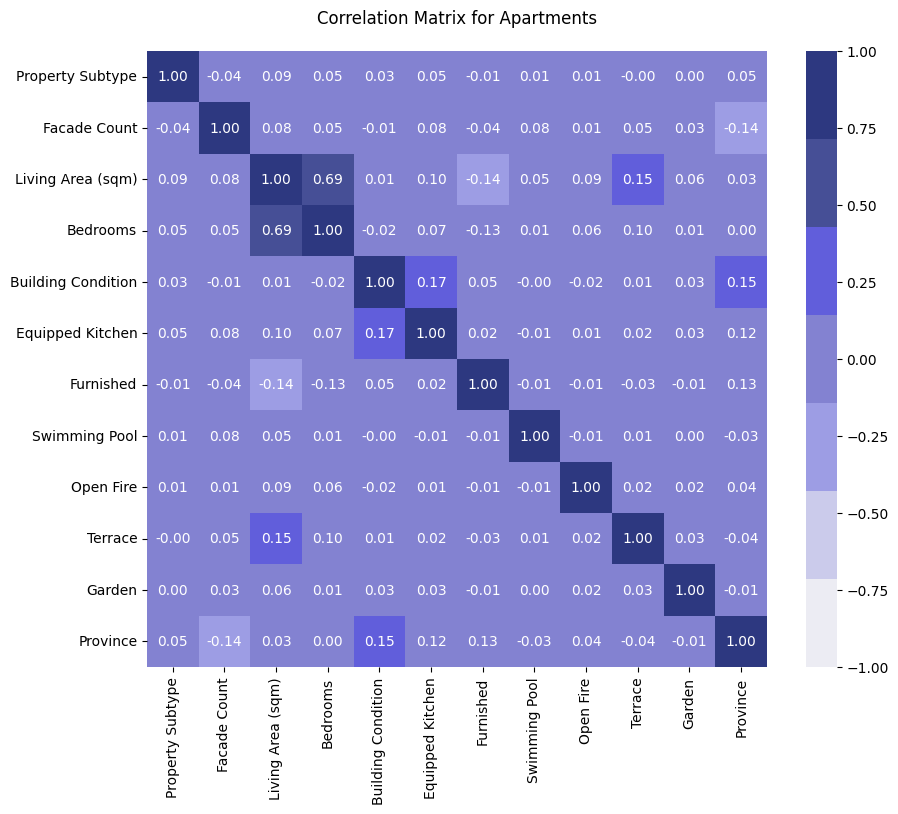 Correlation Matrix for Apartments
Property Subtype 1.00 -0.04 0.09 0.05 0.03 0.05 -0.01 0.01 0.01 -0.00 0.00 0.05
Facade Count -0.04 1.00 0.08 0.05 -0.01 0.08 -0.04 0.08 0.01 0.05 0.03 -0.14
Living Area (sqm) 0.09 0.08 1.00 0.69 0.01 0.10 -0.14 0.05 0.09 0.15 0.06 0.03
Bedrooms 0.05 0.05 0.69 1.00 -0.02 0.07 -0.13 0.01 0.06 0.10 0.01 0.00
Building Condition 0.03 -0.01 0.01 -0.02 1.00 0.17 0.05 -0.00 -0.02 0.01 0.03 0.15
Equipped Kitchen 0.05 0.08 0.10 0.07 0.17 1.00 0.02 -0.01 0.01 0.02 0.03 0.12
Furnished -0.01 -0.04 -0.14 -0.13 0.05 0.02 1.00 -0.01 -0.01 -0.03 -0.01 0.13
Swimming Pool 0.01 0.08 0.05 0.01 -0.00 -0.01 -0.01 1.00 -0.01 0.01 0.00 -0.03
Open Fire 0.01 0.01 0.09 0.06 -0.02 0.01 -0.01 -0.01 1.00 0.02 0.02 0.04
Terrace -0.00 0.05 0.15 0.10 0.01 0.02 -0.03 0.01 0.02 1.00 0.03 -0.04
Garden 0.00 0.03 0.06 0.01 0.03 0.03 -0.01 0.00 0.02 0.03 1.00 -0.01
Province 0.05 -0.14 0.03 0.00 0.15 0.12 0.13 -0.03 0.04 -0.04 -0.01 1.00
Property Subtype
Facade Count
Living Area (sqm)
Bedrooms
Building Condition
Equipped Kitchen
Furnished
Swimming Pool
Open Fire
Terrace
Garden
Province
1.00
0.75
0.50
0.25
0.00
−0.25
−0.50
−0.75
−1.00